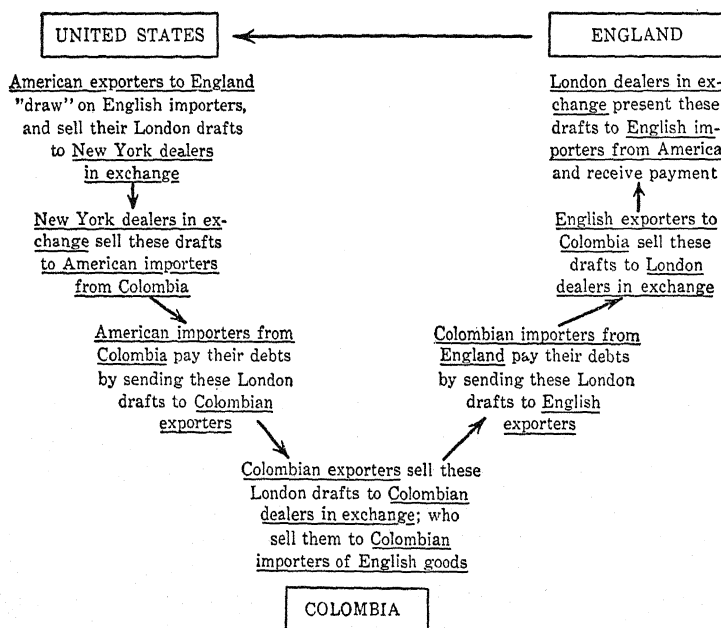 UNITED STATES
ENGLAND
American exporters to England
"draw" on English importers,
and sell their London drafts
to New York dealers
in exchange
New York dealers in ex-
change sell these drafts
to American importers
from Colombia
American importers from
Colombia pay their debts
by sending these London
drafts to Colombian
exporters
Colombian exporters sell these
London drafts to Colombian
dealers in exchange; who
sell them to Colombian
importers of English goods
COLOMBIA
Colombian importers from
England pay their debts
by sending these London
drafts to English
exporters
English exporters to
Colombia sell these
drafts to London
dealers in exchange
London dealers in ex-
change present these
drafts to English im-
porters from America
and receive payment